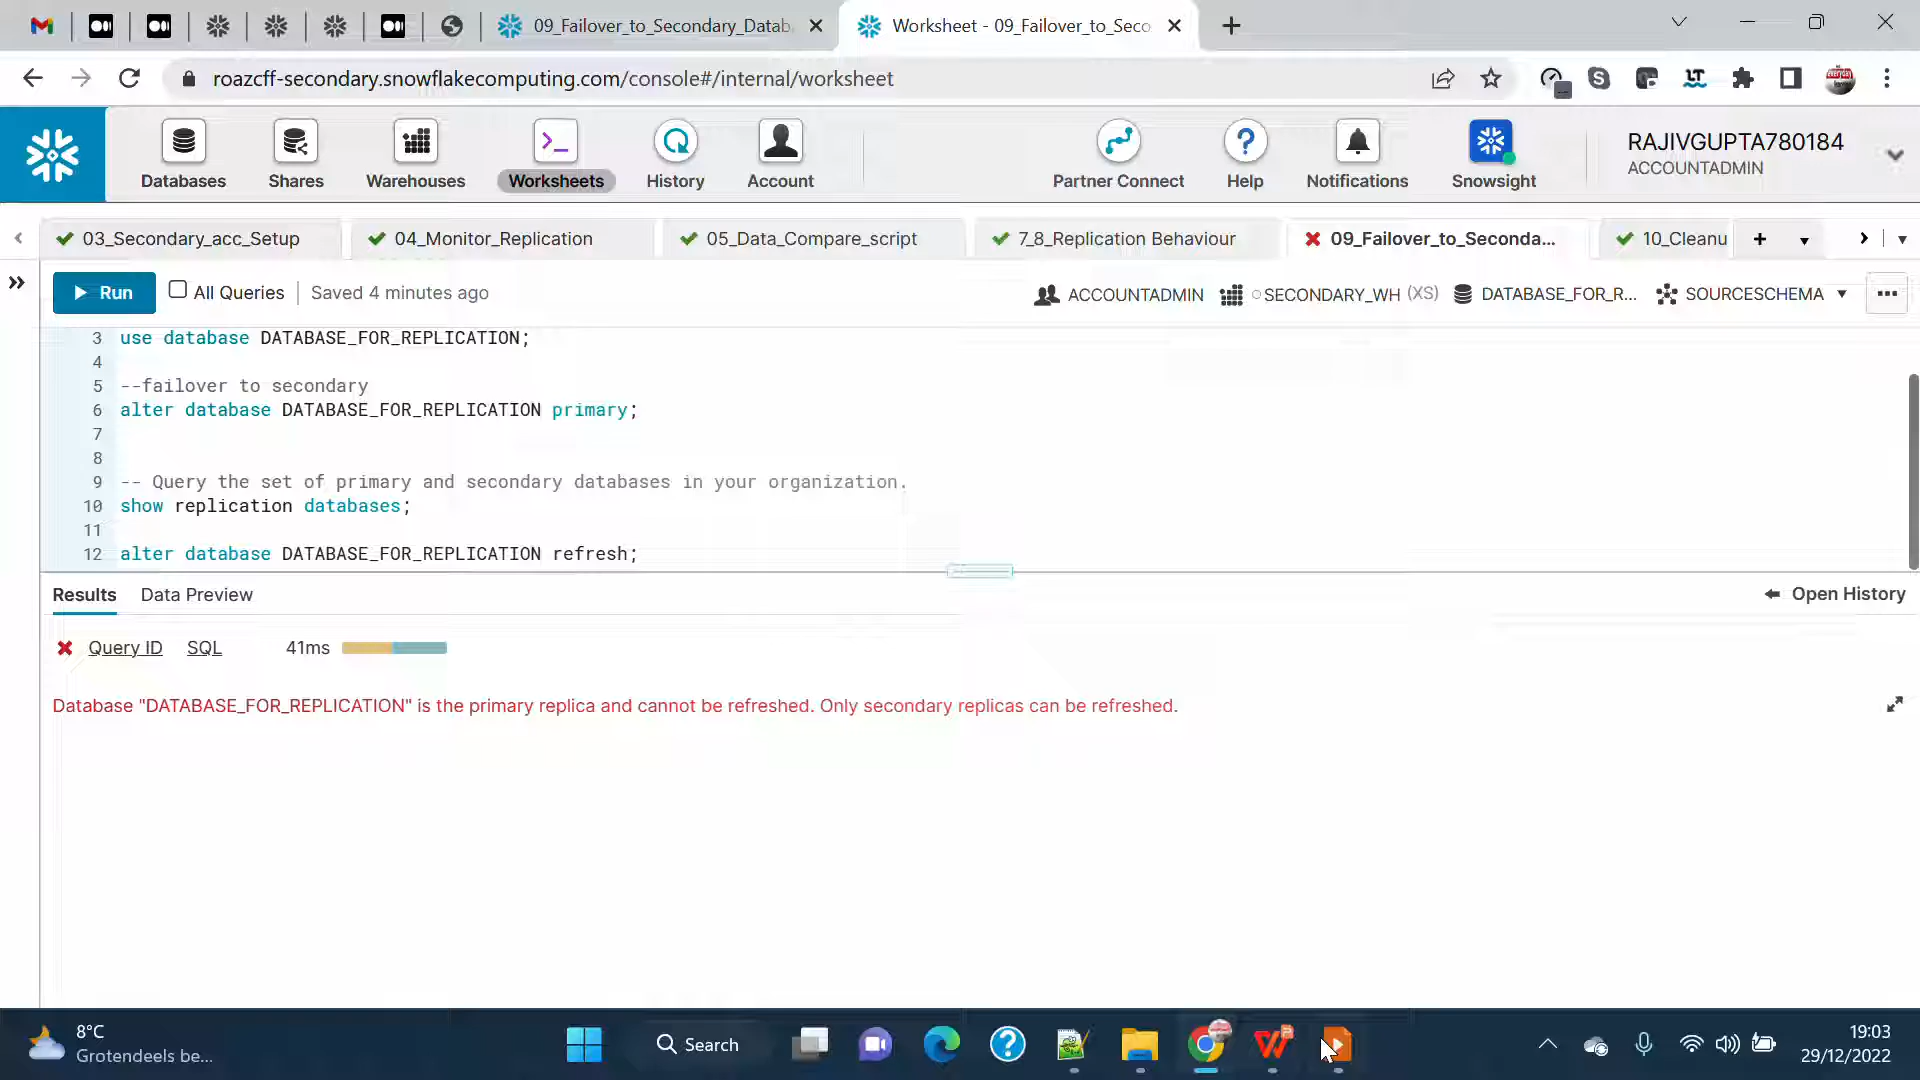 09_Failover_to_Secondary_Datab
Worksheet - 09_Failover_to_Seco
roazcff-secondary.snowflakecomputing.com/console#/internal/worksheet
Databases
Shares
Warehouses
Worksheets
History
Account
Partner Connect
Help
Notifications
Snowsight
RAJIVGUPTA780184
ACCOUNTADMIN
03_Secondary_acc_Setup
04_Monitor_Replication
05_Data_Compare_script
7_8_Replication Behaviour
09_Failover_to_Seconda...
10_Cleanu
Run
All Queries
Saved 4 minutes ago
ACCOUNTADMIN
SECONDARY_WH (XS)
DATABASE_FOR_R...
SOURCESCHEMA
3 use database DATABASE_FOR_REPLICATION;
4
5 --failover to secondary
6 alter database DATABASE_FOR_REPLICATION primary;
7
8
9 -- Query the set of primary and secondary databases in your organization.
10 show replication databases;
11
12 alter database DATABASE_FOR_REPLICATION refresh;
Results
Data Preview
Open History
Query ID
SQL
41ms
Database "DATABASE_FOR_REPLICATION" is the primary replica and cannot be refreshed. Only secondary replicas can be refreshed.
8°C
Grotendeels be...
Search
19:03
29/12/2022